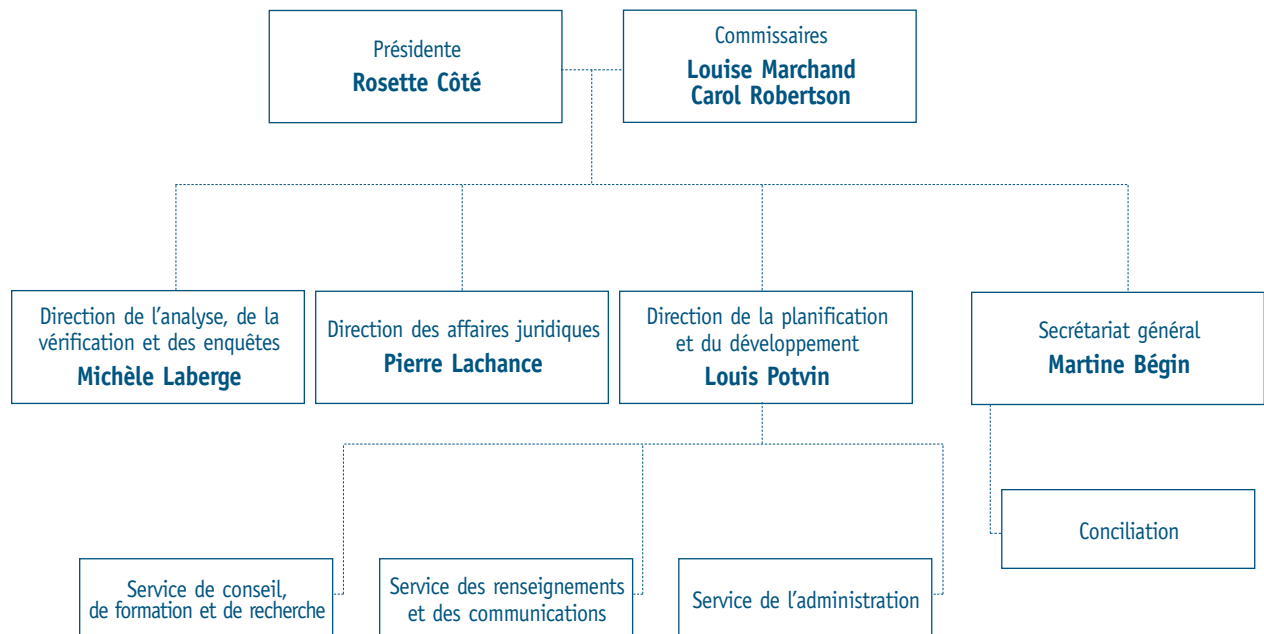 Présidente
Rosette Côté
Commissaires
Louise Marchand
Carol Robertson
Direction de l’analyse, de la
vérification et des enquêtes
Michèle Laberge
Direction des affaires juridiques
Pierre Lachance
Direction de la planification
et du développement
Louis Potvin
Secrétariat général
Martine Bégin
Conciliation
Service de conseil,
de formation et de recherche
Service des renseignements
et des communications
Service de l’administration